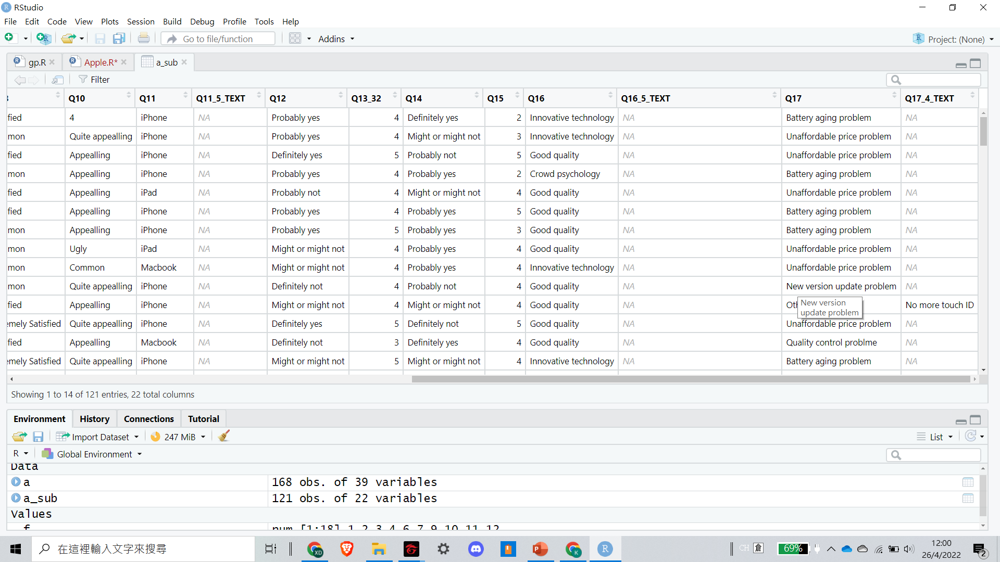 RStudio
File Edit Code View Plots Session Build Debug Profile Tools Help
Go to file/function Addins Project: (None)
gp.R Apple.R* a_sub
Filter
Q10 Q11 Q11_5_TEXT Q12 Q13_32 Q14 Q15 Q16 Q16_5_TEXT Q17 Q17_4_TEXT
fied 4 iPhone NA Probably yes 4 Definitely yes 2 Innovative technology NA Battery aging problem NA
mon Quite appealling iPhone NA Probably yes 4 Might or might not 3 Innovative technology NA Unaffordable price problem NA
fied Appealling iPhone NA Definitely yes 5 Probably not 5 Good quality NA Unaffordable price problem NA
mon Appealling iPhone NA Probably yes 4 Probably yes 2 Crowd psychology NA Battery aging problem NA
fied Appealling iPad NA Probably not 4 Might or might not 4 Good quality NA Unaffordable price problem NA
fied Appealling iPhone NA Probably yes 4 Probably yes 5 Good quality NA Battery aging problem NA
mon Appealling iPhone NA Probably yes 5 Probably yes 3 Good quality NA Battery aging problem NA
mon Ugly iPad NA Might or might not 4 Probably yes 4 Good quality NA Unaffordable price problem NA
mon Common Macbook NA Might or might not 4 Probably yes 4 Innovative technology NA Unaffordable price problem NA
mon Quite appealling iPhone NA Definitely not 4 Probably not 4 Good quality NA New version update problem NA
fied Appealling iPhone NA Might or might not 4 Might or might not 4 Good quality NA Oth No more touch ID
New version
update problem
emely Satisfied Quite appealling iPhone NA Definitely yes 5 Definitely not 5 Good quality NA Unaffordable price problem NA
fied Appealling Macbook NA Definitely not 3 Definitely yes 4 Good quality NA Quality control problme NA
emely Satisfied Quite appealling iPhone NA Might or might not 5 Might or might not 4 Innovative technology NA Battery aging problem NA
Showing 1 to 14 of 121 entries, 22 total columns
Environment History Connections Tutorial
Import Dataset 247 MiB List
R Global Environment
Data
a 168 obs. of 39 variables
a_sub 121 obs. of 22 variables
Values
f num [1:18] 1 2 3 4 6 7 9 10 11 12
在這裡輸入文字來搜尋 XD P K R CH 倉 69% 12:00
26/4/2022 2